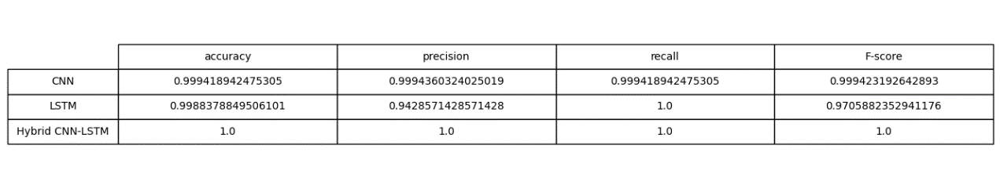 accuracy precision recall F-score
CNN 0.999418942475305 0.9994360324025019 0.999418942475305 0.999423192642893
LSTM 0.9988378849506101 0.9428571428571428 1.0 0.9705882352941176
Hybrid CNN-LSTM 1.0 1.0 1.0 1.0